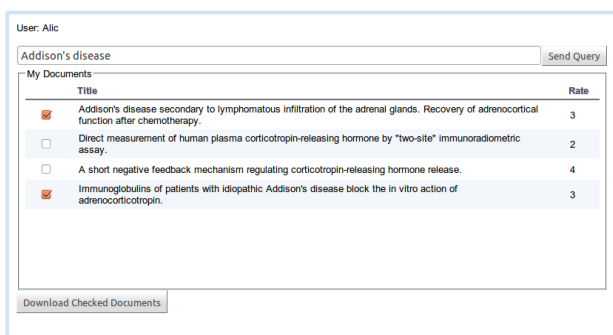 User: Alic
Addison's disease
Send Query
My Documents
Title Rate
Addison's disease secondary to lymphomatous infiltration of the adrenal glands. Recovery of adrenocortical
function after chemotherapy.
3
Direct measurement of human plasma corticotropin-releasing hormone by "two-site" immunoradiometric
assay.
2
A short negative feedback mechanism regulating corticotropin-releasing hormone release. 4
Immunoglobulins of patients with idiopathic Addison's disease block the in vitro action of
adrenocorticotropin.
3
Download Checked Documents